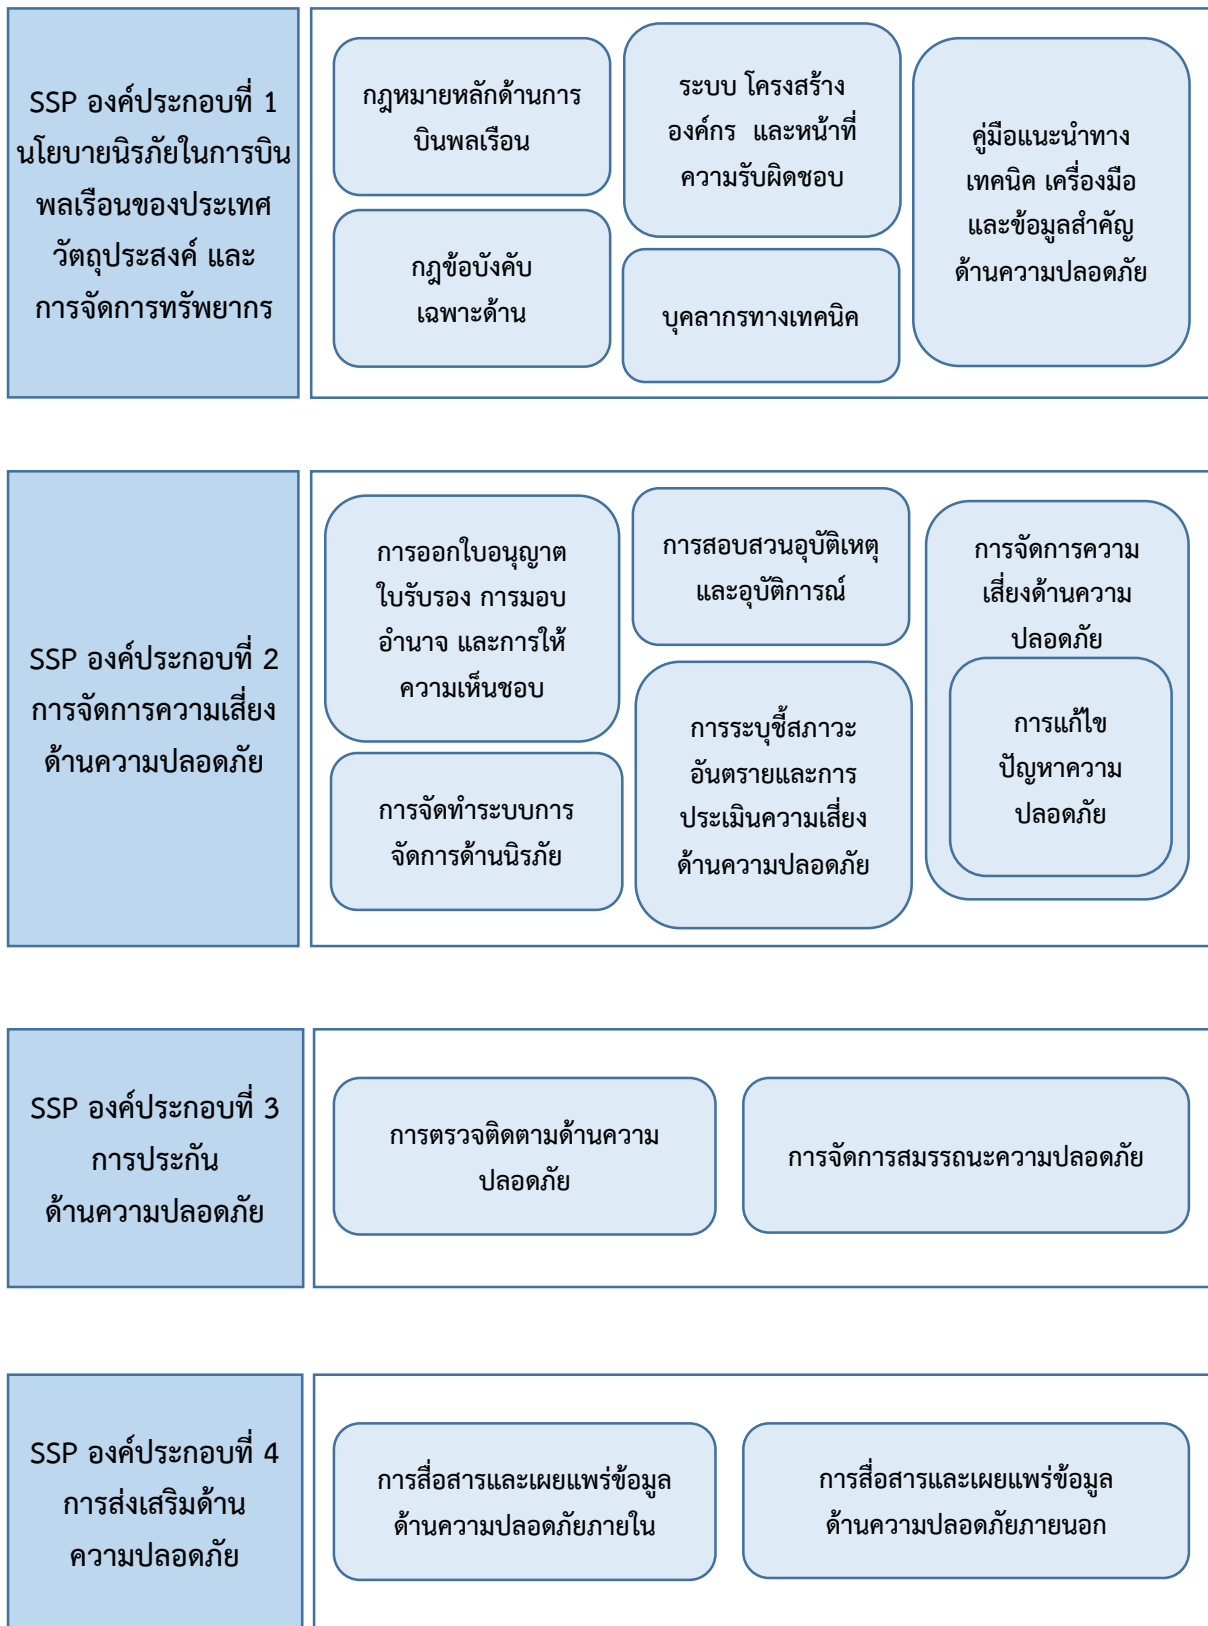 SSP องค์ประกอบที่ 1
นโยบายนิรภัยในการบิน
พลเรือนของประเทศ
วัตถุประสงค์ และ
การจัดการทรัพยากร
กฎหมายหลักด้านการ
บินพลเรือน
กฎข้อบังคับ
เฉพาะด้าน
ระบบ โครงสร้าง
องค์กร และหน้าที่
ความรับผิดชอบ
บุคลากรทางเทคนิค
คู่มือแนะนำทาง
เทคนิค เครื่องมือ
และข้อมูลสำคัญ
ด้านความปลอดภัย
SSP องค์ประกอบที่ 2
การจัดการความเสี่ยง
ด้านความปลอดภัย
การออกใบอนุญาต
ใบรับรอง การมอบ
อำนาจ และการให้
ความเห็นชอบ
การจัดทำระบบการ
จัดการด้านนิรภัย
การสอบสวนอุบัติเหตุ
และอุบัติการณ์
การระบุชี้สภาวะ
อันตรายและการ
ประเมินความเสี่ยง
ด้านความปลอดภัย
การจัดการความ
เสี่ยงด้านความ
ปลอดภัย
การแก้ไข
ปัญหาความ
ปลอดภัย
SSP องค์ประกอบที่ 3
การประกัน
ด้านความปลอดภัย
การตรวจติดตามด้านความ
ปลอดภัย
การจัดการสมรรถนะความปลอดภัย
SSP องค์ประกอบที่ 4
การส่งเสริมด้าน
ความปลอดภัย
การสื่อสารและเผยแพร่ข้อมูล
ด้านความปลอดภัยภายใน
การสื่อสารและเผยแพร่ข้อมูล
ด้านความปลอดภัยภายนอก